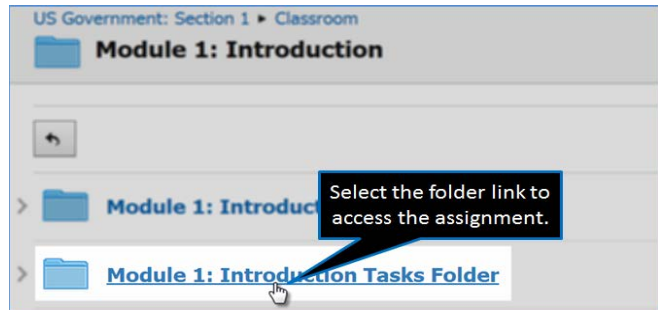 US Government: Section 1 ▸ Classroom
Module 1: Introduction
Module 1: Introduct
Select the folder link to
access the assignment.
Module 1: Introduction Tasks Folder